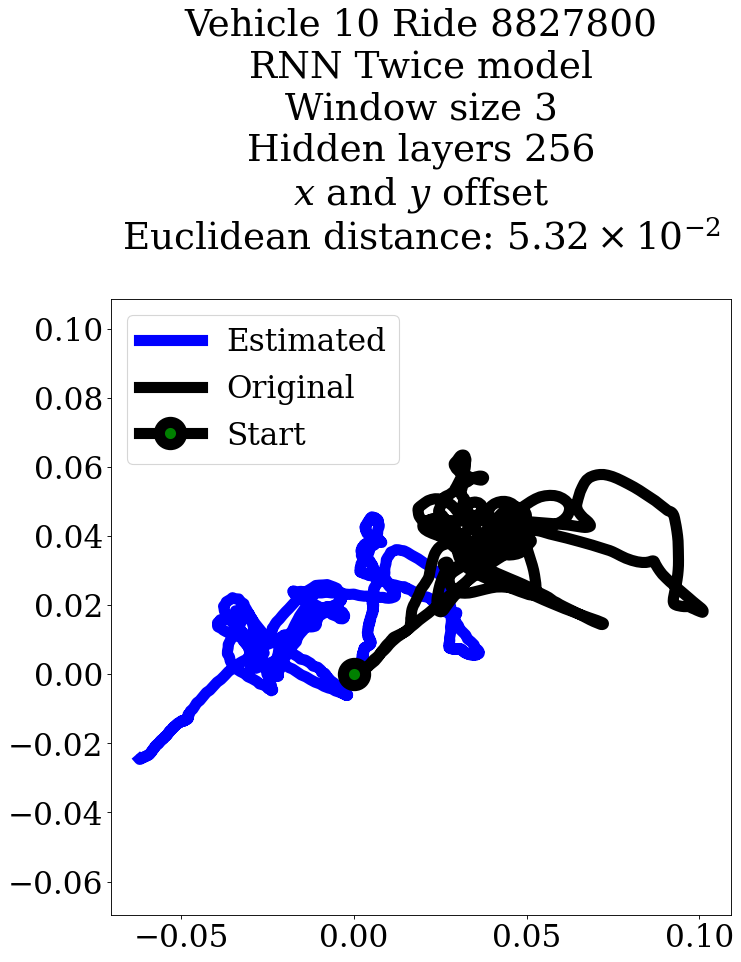 Vehicle 10 Ride 8827800
RNN Twice model
Window size 3
Hidden layers 256
x and y offset
Euclidean distance: 5.32 × 10⁻²
Estimated
Original
Start
0.10
0.08
0.06
0.04
0.02
0.00
−0.02
−0.04
−0.06
−0.05 0.00 0.05 0.10